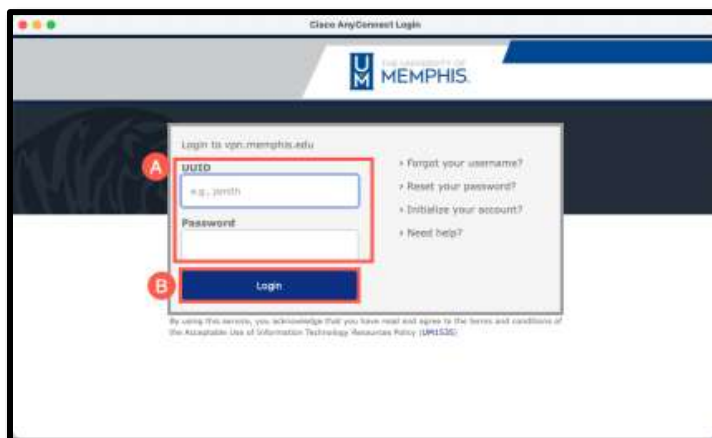 Cisco AnyConnect Login
UM
THE UNIVERSITY OF
MEMPHIS.
Login to vpn.memphis.edu
A
UUID
e.g., jsmith
Password
B
Login
› Forgot your username?
› Reset your password?
› Initialize your account?
› Need help?
By using this service, you acknowledge that you have read and agree to the terms and conditions of
the Acceptable Use of Information Technology Resources Policy (UM1535)